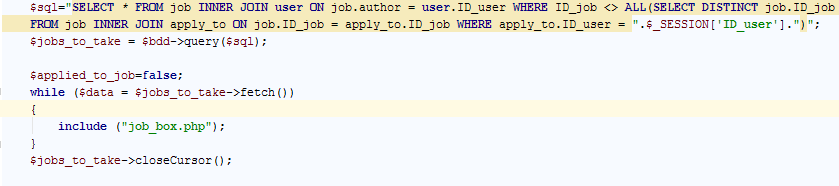 $sql="SELECT * FROM job INNER JOIN user ON job.author = user.ID_user WHERE ID_job <> ALL(SELECT DISTINCT job.ID_job
FROM job INNER JOIN apply_to ON job.ID_job = apply_to.ID_job WHERE apply_to.ID_user = ".$_SESSION['ID_user'].")";
$jobs_to_take = $bdd->query($sql);
$applied_to_job=false;
while ($data = $jobs_to_take->fetch())
{
include ("job_box.php");
}
$jobs_to_take->closeCursor();